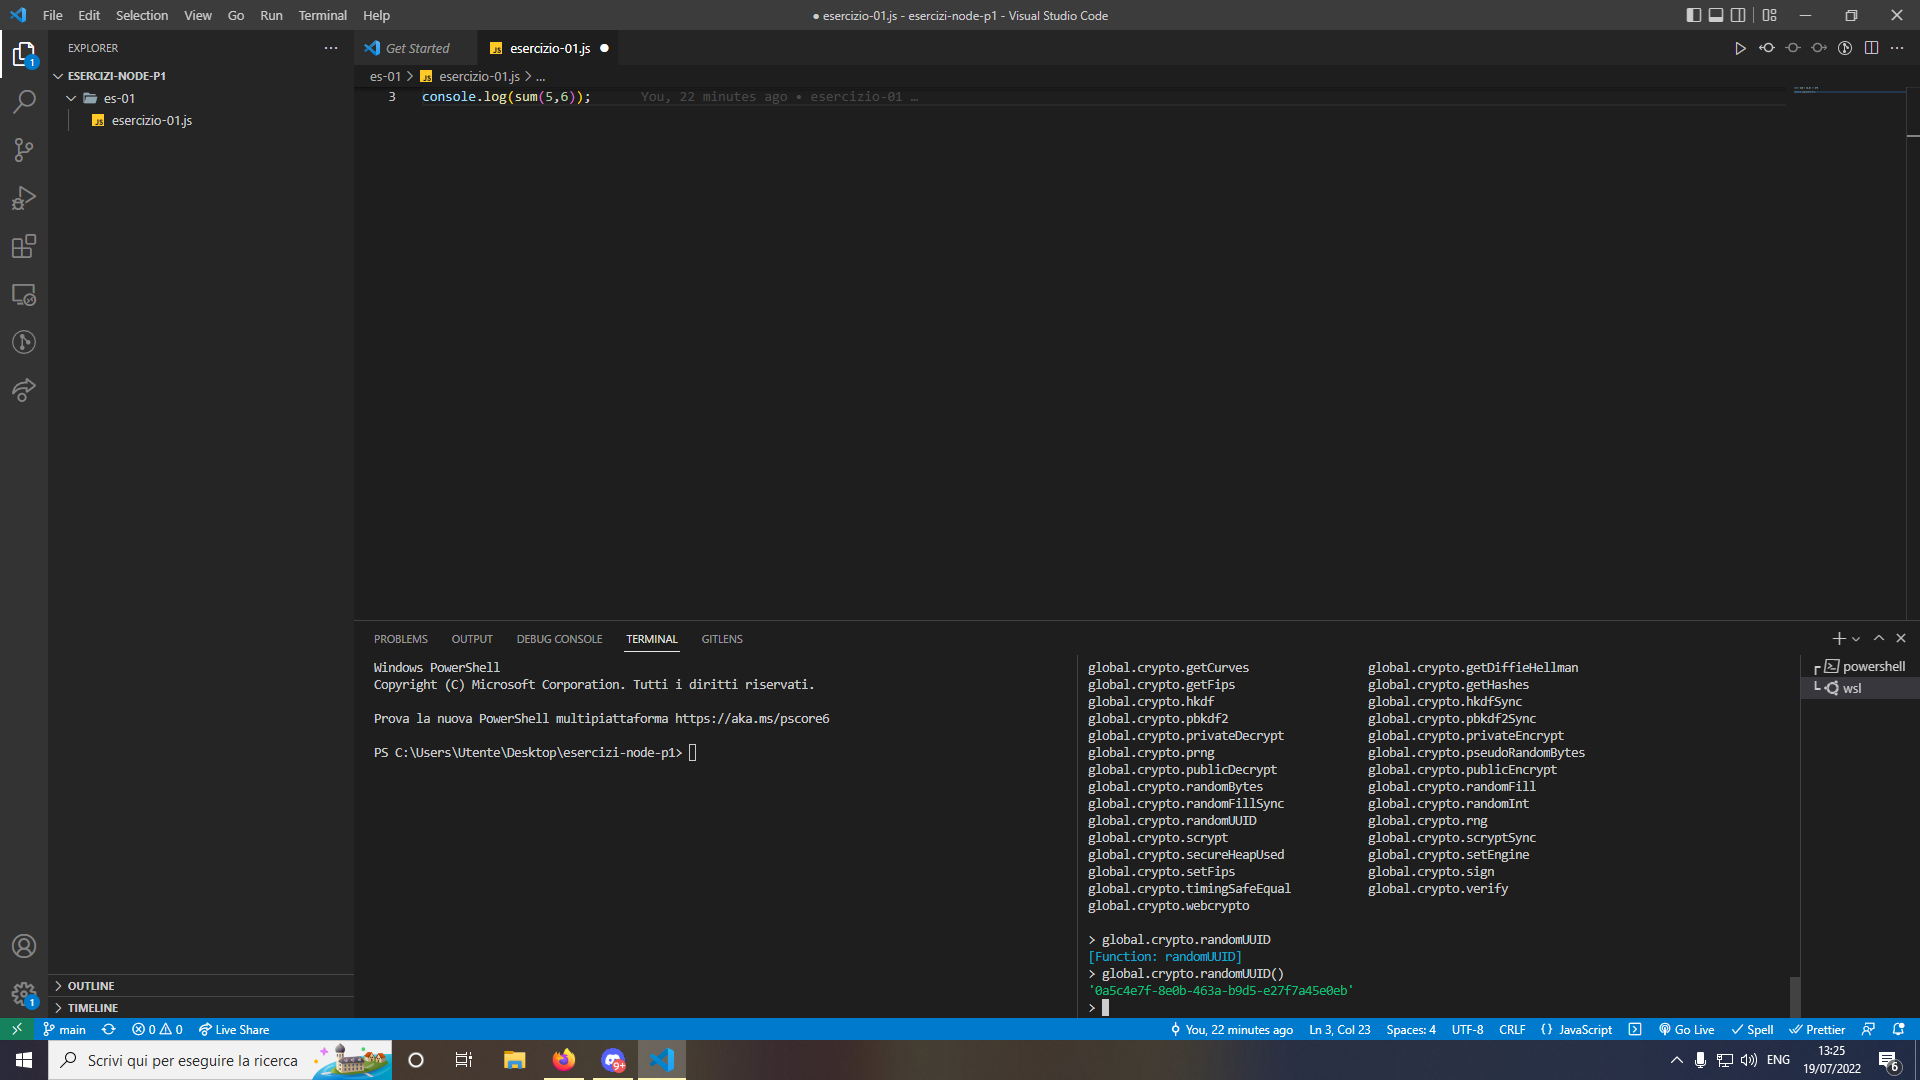 File Edit Selection View Go Run Terminal Help
● esercizio-01.js - esercizi-node-p1 - Visual Studio Code
EXPLORER
ESERCIZI-NODE-P1
es-01
esercizio-01.js
OUTLINE
TIMELINE
Get Started
esercizio-01.js
es-01 > esercizio-01.js > ...
3 console.log(sum(5,6)); You, 22 minutes ago • esercizio-01 …
PROBLEMS OUTPUT DEBUG CONSOLE TERMINAL GITLENS
Windows PowerShell
Copyright (C) Microsoft Corporation. Tutti i diritti riservati.
Prova la nuova PowerShell multipiattaforma https://aka.ms/pscore6
PS C:\Users\Utente\Desktop\esercizi-node-p1>
global.crypto.getCurves global.crypto.getDiffieHellman
global.crypto.getFips global.crypto.getHashes
global.crypto.hkdf global.crypto.hkdfSync
global.crypto.pbkdf2 global.crypto.pbkdf2Sync
global.crypto.privateDecrypt global.crypto.privateEncrypt
global.crypto.prng global.crypto.pseudoRandomBytes
global.crypto.publicDecrypt global.crypto.publicEncrypt
global.crypto.randomBytes global.crypto.randomFill
global.crypto.randomFillSync global.crypto.randomInt
global.crypto.randomUUID global.crypto.rng
global.crypto.scrypt global.crypto.scryptSync
global.crypto.secureHeapUsed global.crypto.setEngine
global.crypto.setFips global.crypto.sign
global.crypto.timingSafeEqual global.crypto.verify
global.crypto.webcrypto
> global.crypto.randomUUID
[Function: randomUUID]
> global.crypto.randomUUID()
'0a5c4e7f-8e0b-463a-b9d5-e27f7a45e0eb'
>
powershell
wsl
1
1
main 0 0 Live Share
You, 22 minutes ago Ln 3, Col 23 Spaces: 4 UTF-8 CRLF {} JavaScript Go Live Spell Prettier
Scrivi qui per eseguire la ricerca
9+
ENG
13:25
19/07/2022
6